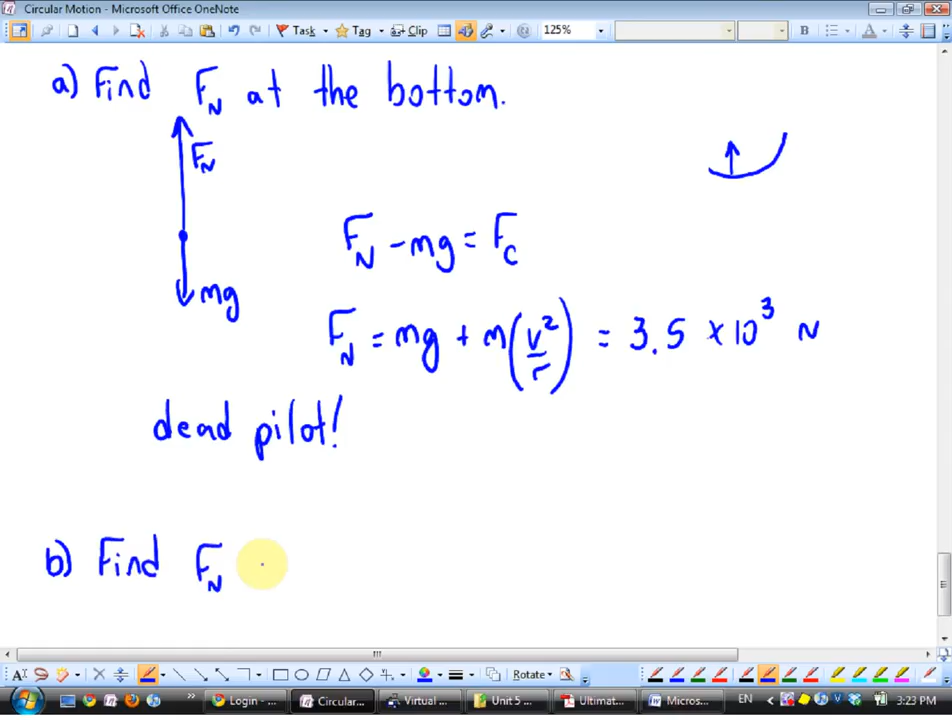 Circular Motion - Microsoft Office OneNote
Task Tag Clip 125% B A
a) Find F_N at the bottom.
F_N
F_N - mg = F_C
mg
F_N = mg + m(v²/r) = 3.5 × 10³ N
dead pilot!
b) Find F_N
Rotate
Login - ... Circular... Virtual ... Unit 5 ... Ultimat... Micros... EN 3:23 PM